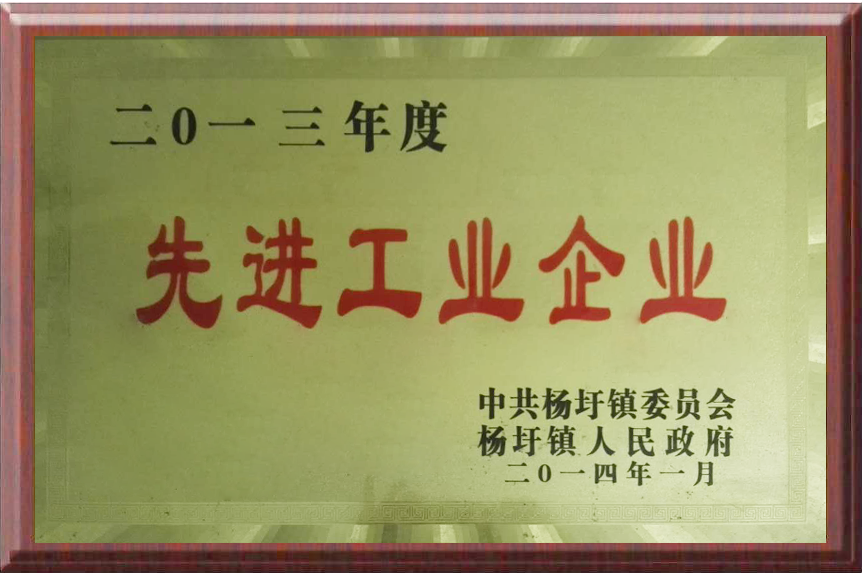 二0一三年度
先进工业企业
中共杨圩镇委员会
杨圩镇人民政府
二0一四年一月